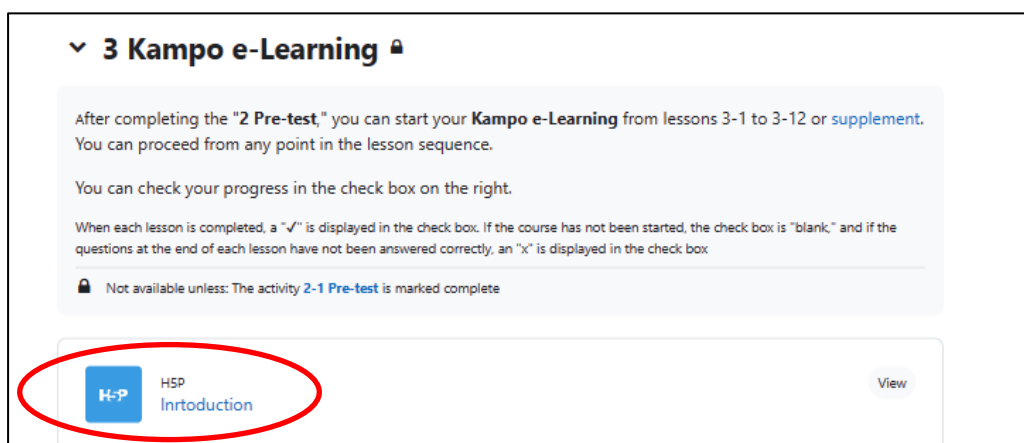 3 Kampo e-Learning
After completing the "2 Pre-test," you can start your Kampo e-Learning from lessons 3-1 to 3-12 or supplement.
You can proceed from any point in the lesson sequence.
You can check your progress in the check box on the right.
When each lesson is completed, a "✓" is displayed in the check box. If the course has not been started, the check box is "blank," and if the
questions at the end of each lesson have not been answered correctly, an "x" is displayed in the check box
Not available unless: The activity 2-1 Pre-test is marked complete
H5P
H5P
View
Inrtoduction